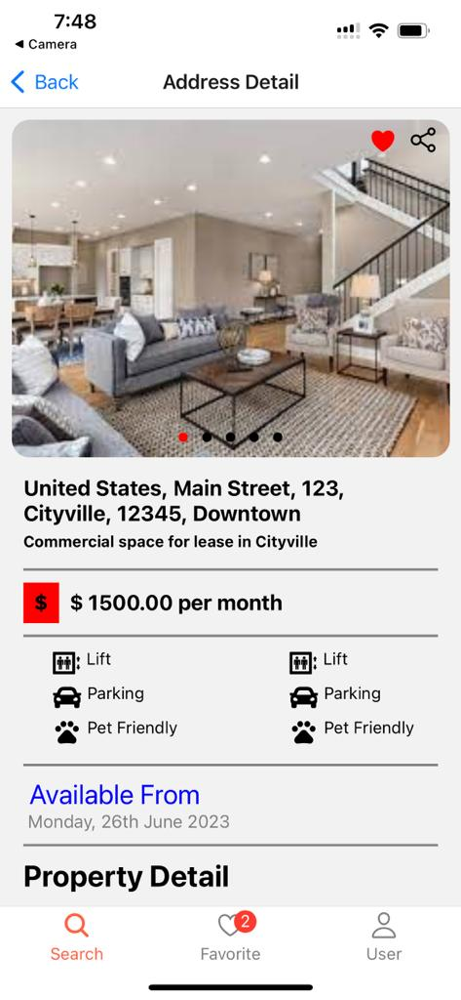 7:48
◀ Camera
Back
Address Detail
United States, Main Street, 123,
Cityville, 12345, Downtown
Commercial space for lease in Cityville
$ $ 1500.00 per month
Lift Lift
Parking Parking
Pet Friendly Pet Friendly
Available From
Monday, 26th June 2023
Property Detail
2
Search Favorite User